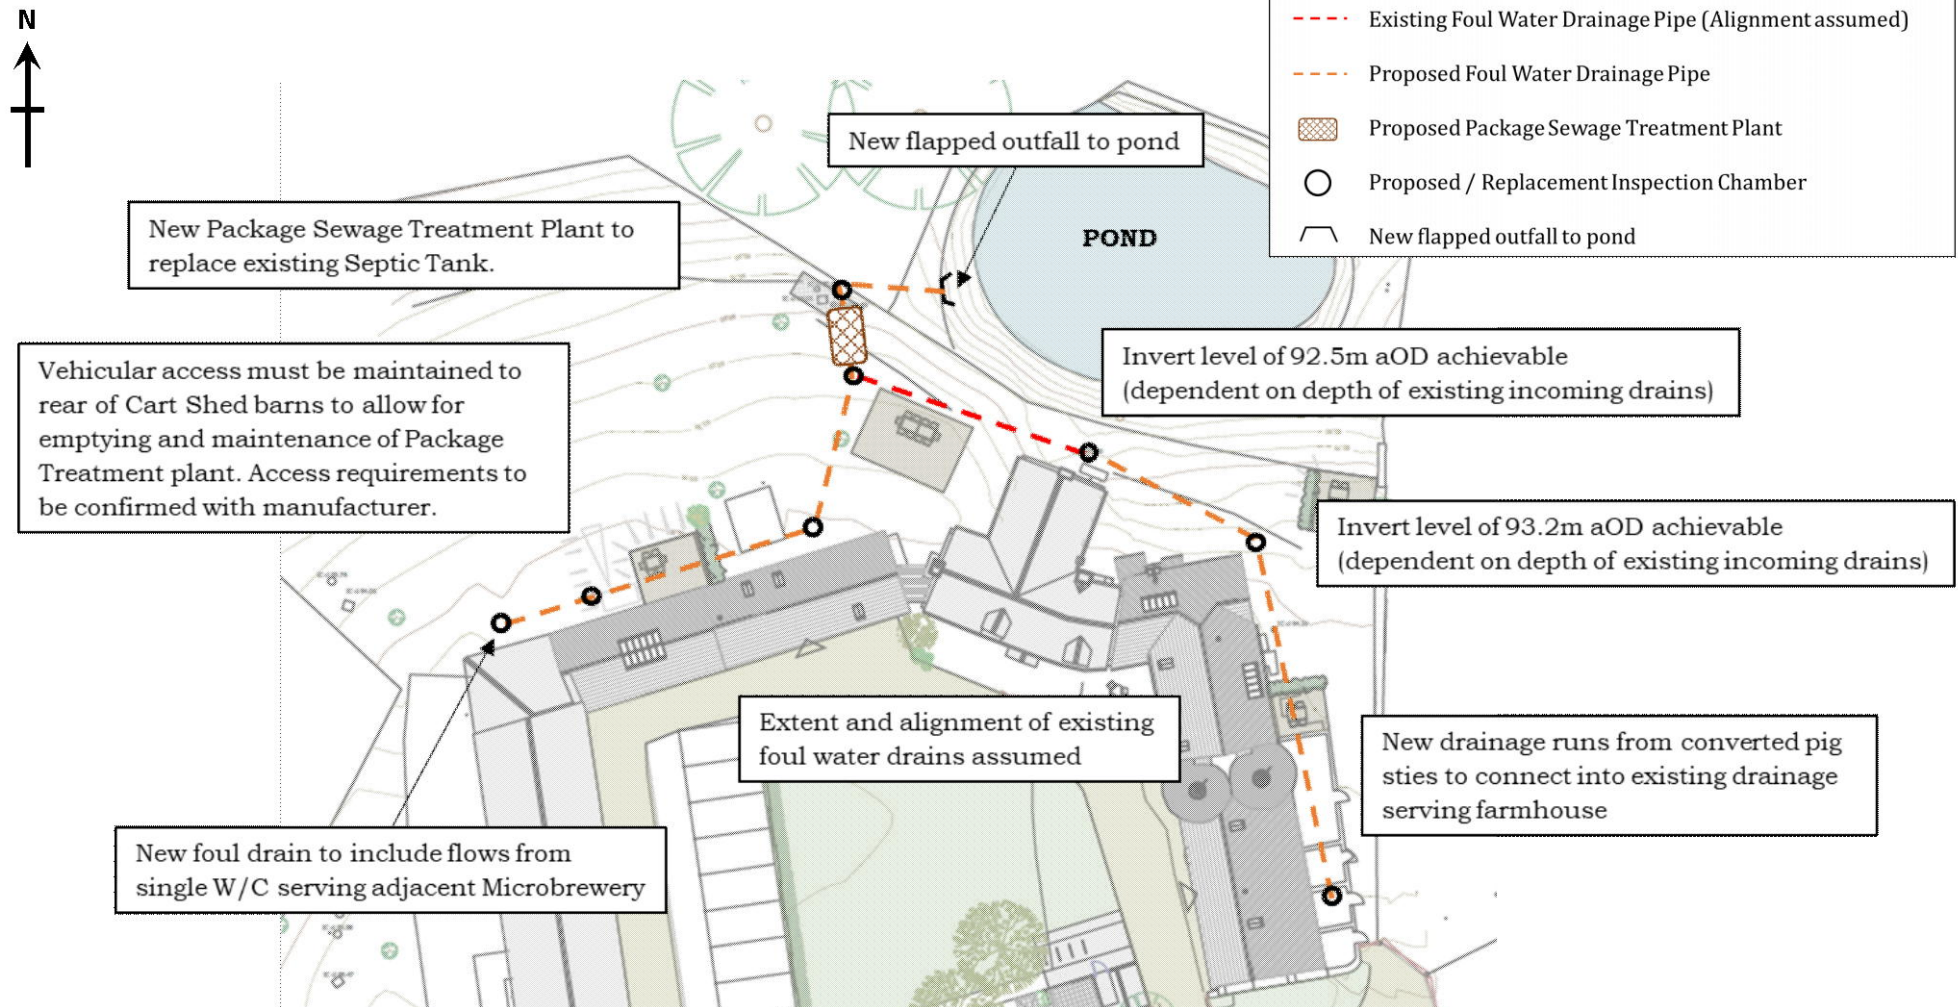 N
Existing Foul Water Drainage Pipe (Alignment assumed)
Proposed Foul Water Drainage Pipe
Proposed Package Sewage Treatment Plant
Proposed / Replacement Inspection Chamber
New flapped outfall to pond
New flapped outfall to pond
POND
New Package Sewage Treatment Plant to
replace existing Septic Tank.
Vehicular access must be maintained to
rear of Cart Shed barns to allow for
emptying and maintenance of Package
Treatment plant. Access requirements to
be confirmed with manufacturer.
Invert level of 92.5m aOD achievable
(dependent on depth of existing incoming drains)
Invert level of 93.2m aOD achievable
(dependent on depth of existing incoming drains)
Extent and alignment of existing
foul water drains assumed
New drainage runs from converted pig
sties to connect into existing drainage
serving farmhouse
New foul drain to include flows from
single W/C serving adjacent Microbrewery